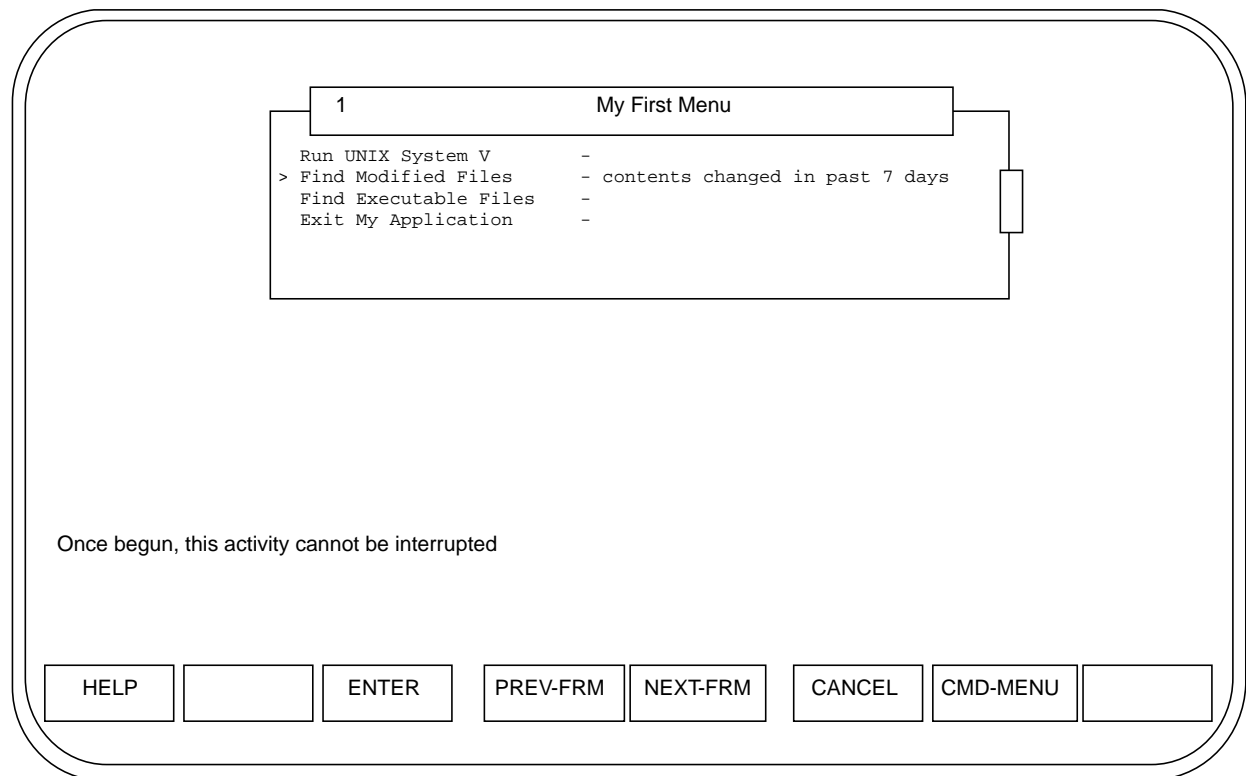 1 My First Menu
Run UNIX System V -
> Find Modified Files - contents changed in past 7 days
Find Executable Files -
Exit My Application -
Once begun, this activity cannot be interrupted
HELP ENTER PREV-FRM NEXT-FRM CANCEL CMD-MENU